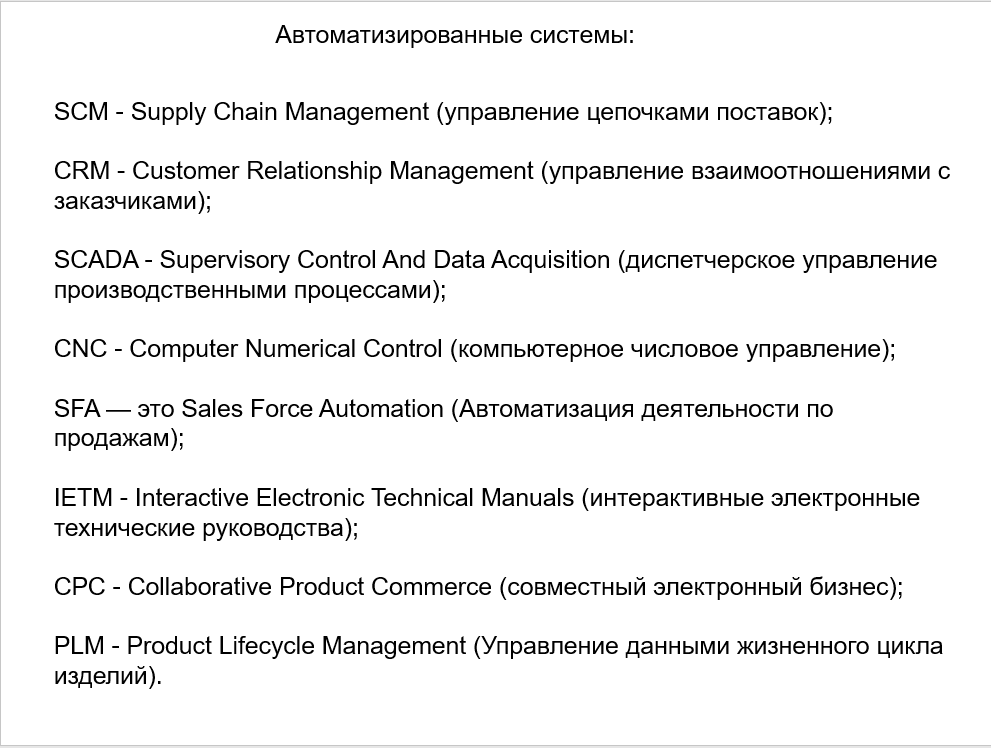 Автоматизированные системы:
SCM - Supply Chain Management (управление цепочками поставок);
CRM - Customer Relationship Management (управление взаимоотношениями с
заказчиками);
SCADA - Supervisory Control And Data Acquisition (диспетчерское управление
производственными процессами);
CNC - Computer Numerical Control (компьютерное числовое управление);
SFA — это Sales Force Automation (Автоматизация деятельности по
продажам);
IETM - Interactive Electronic Technical Manuals (интерактивные электронные
технические руководства);
CPC - Collaborative Product Commerce (совместный электронный бизнес);
PLM - Product Lifecycle Management (Управление данными жизненного цикла
изделий).